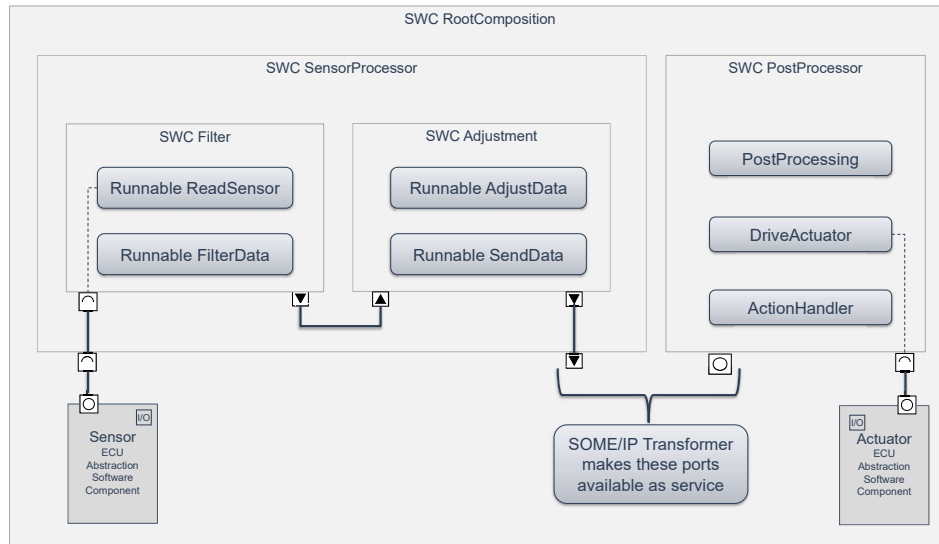 SWC RootComposition
SWC SensorProcessor
SWC PostProcessor
SWC Filter
SWC Adjustment
Runnable ReadSensor
Runnable FilterData
Runnable AdjustData
Runnable SendData
PostProcessing
DriveActuator
ActionHandler
I/O
Sensor
ECU
Abstraction
Software
Component
SOME/IP Transformer
makes these ports
available as service
I/O
Actuator
ECU
Abstraction
Software
Component